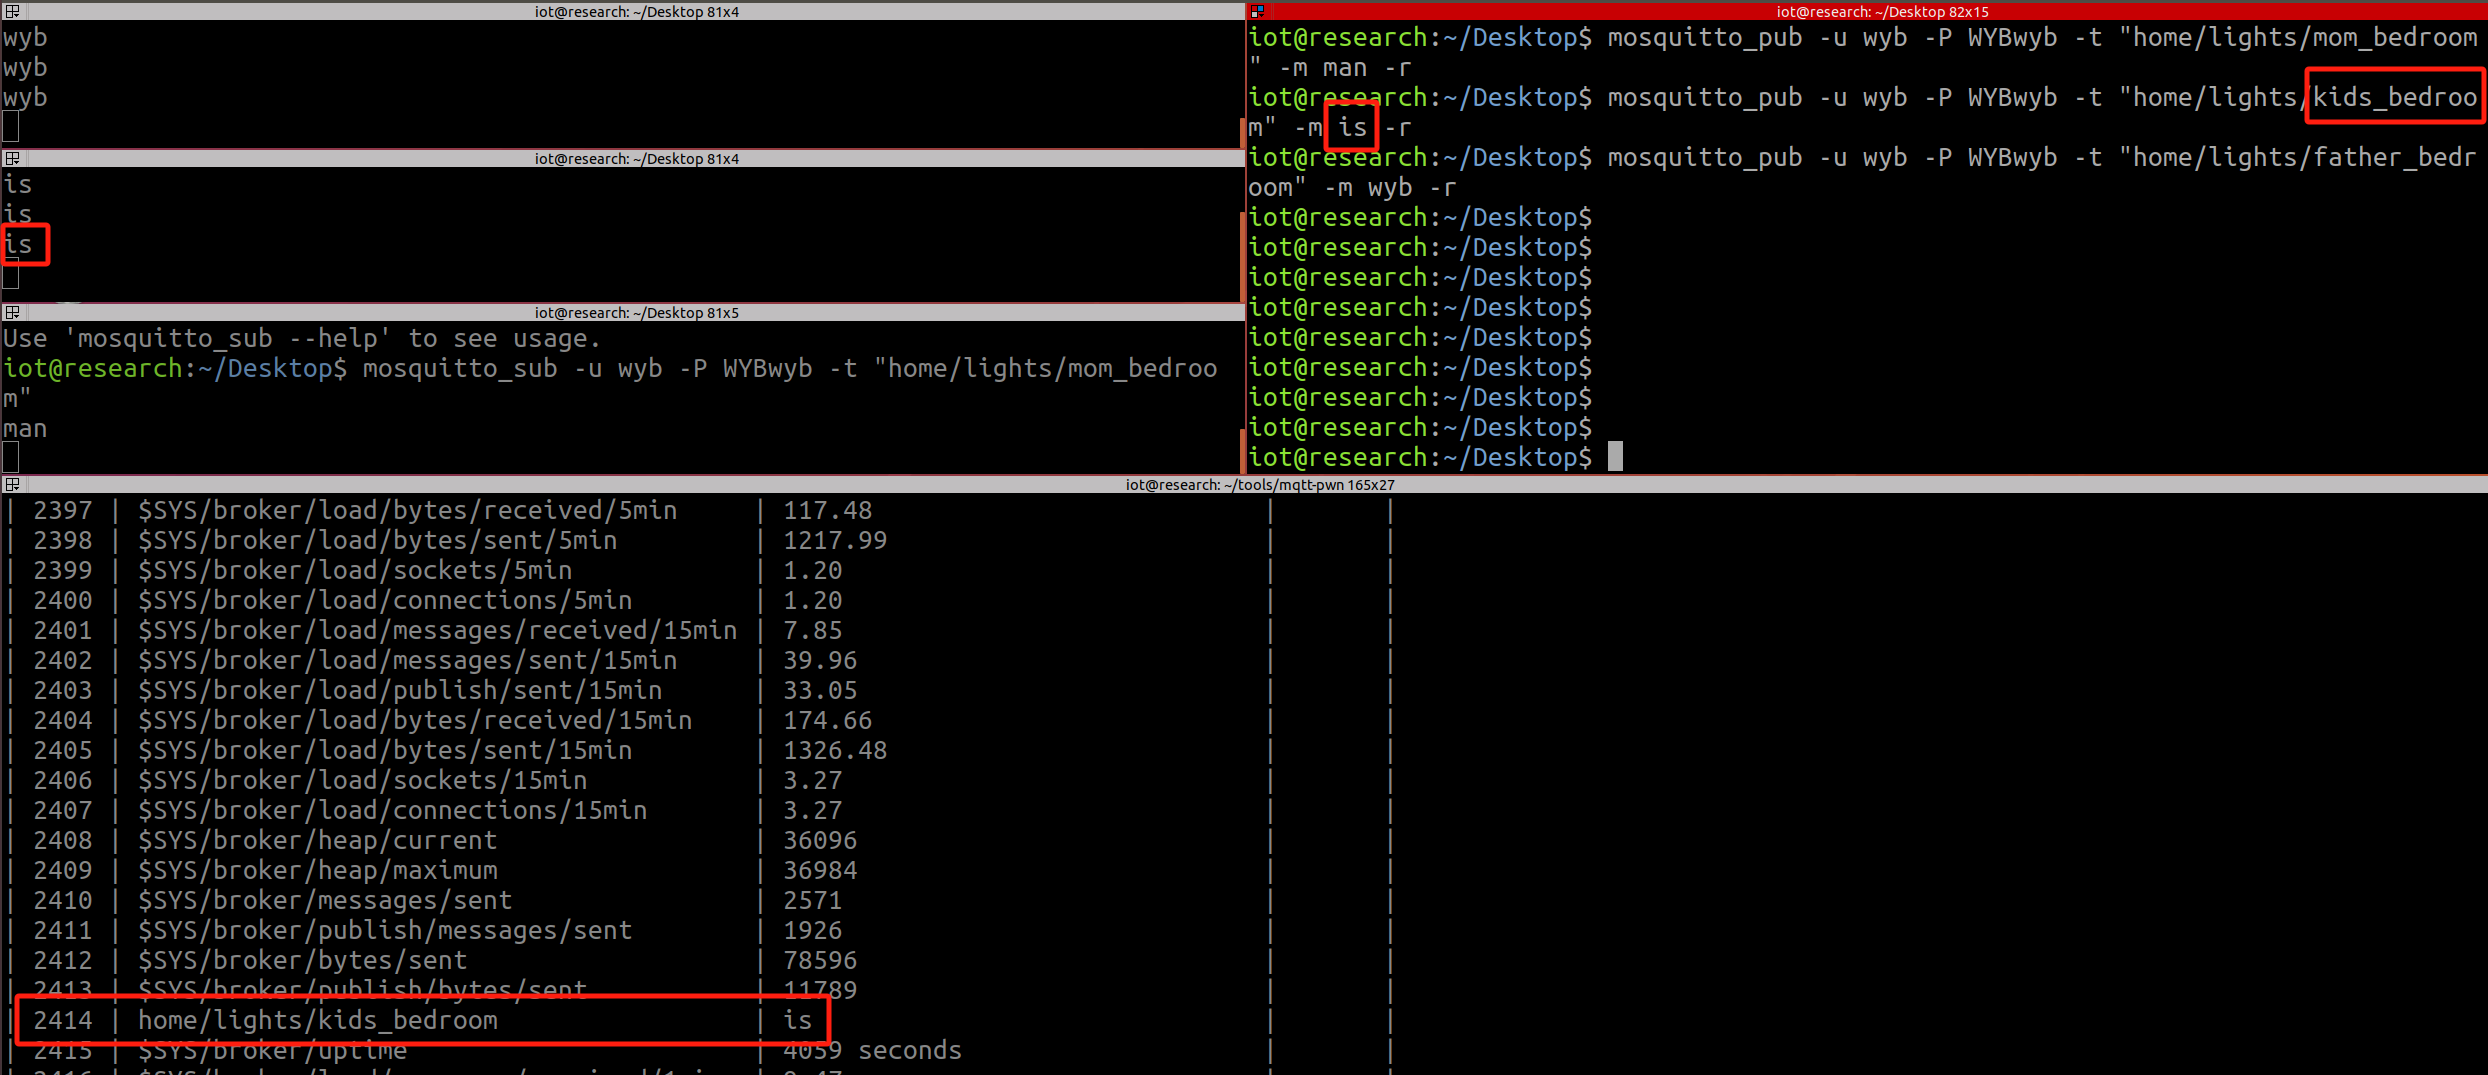 iot@research: ~/Desktop 81x4
wyb
wyb
wyb
iot@research: ~/Desktop 81x4
is
is
is
iot@research: ~/Desktop 81x5
Use 'mosquitto_sub --help' to see usage.
iot@research:~/Desktop$ mosquitto_sub -u wyb -P WYBwyb -t "home/lights/mom_bedroo
m"
man
iot@research: ~/Desktop 82x15
iot@research:~/Desktop$ mosquitto_pub -u wyb -P WYBwyb -t "home/lights/mom_bedroom
" -m man -r
iot@research:~/Desktop$ mosquitto_pub -u wyb -P WYBwyb -t "home/lights/kids_bedroo
m" -m is -r
iot@research:~/Desktop$ mosquitto_pub -u wyb -P WYBwyb -t "home/lights/father_bedr
oom" -m wyb -r
iot@research:~/Desktop$
iot@research:~/Desktop$
iot@research:~/Desktop$
iot@research:~/Desktop$
iot@research:~/Desktop$
iot@research:~/Desktop$
iot@research:~/Desktop$
iot@research:~/Desktop$
iot@research:~/Desktop$
iot@research: ~/tools/mqtt-pwn 165x27
| 2397 | $SYS/broker/load/bytes/received/5min | 117.48 | |
| 2398 | $SYS/broker/load/bytes/sent/5min | 1217.99 | |
| 2399 | $SYS/broker/load/sockets/5min | 1.20 | |
| 2400 | $SYS/broker/load/connections/5min | 1.20 | |
| 2401 | $SYS/broker/load/messages/received/15min | 7.85 | |
| 2402 | $SYS/broker/load/messages/sent/15min | 39.96 | |
| 2403 | $SYS/broker/load/publish/sent/15min | 33.05 | |
| 2404 | $SYS/broker/load/bytes/received/15min | 174.66 | |
| 2405 | $SYS/broker/load/bytes/sent/15min | 1326.48 | |
| 2406 | $SYS/broker/load/sockets/15min | 3.27 | |
| 2407 | $SYS/broker/load/connections/15min | 3.27 | |
| 2408 | $SYS/broker/heap/current | 36096 | |
| 2409 | $SYS/broker/heap/maximum | 36984 | |
| 2410 | $SYS/broker/messages/sent | 2571 | |
| 2411 | $SYS/broker/publish/messages/sent | 1926 | |
| 2412 | $SYS/broker/bytes/sent | 78596 | |
| 2413 | $SYS/broker/publish/bytes/sent | 11789 | |
| 2414 | home/lights/kids_bedroom | is | |
| 2415 | $SYS/broker/uptime | 4059 seconds | |